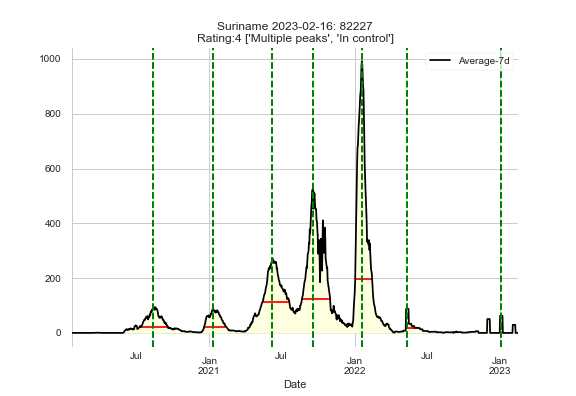 Suriname 2023-02-16: 82227
Rating:4 ['Multiple peaks', 'In control']
Average-7d
1000
800
600
400
200
0
Jul
Jan
2021
Jul
Jan
2022
Jul
Jan
2023
Date